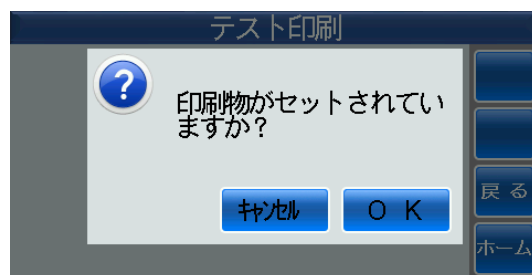 テスト印刷
印刷物がセットされてい
ますか？
ｷｬﾝｾﾙ
ＯＫ
戻る
ホーム